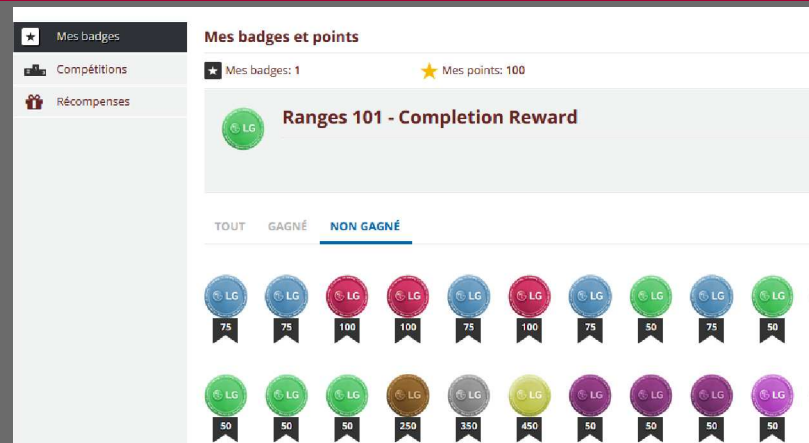 Mes badges
Compétitions
Récompenses
Mes badges et points
Mes badges: 1 Mes points: 100
LG Ranges 101 - Completion Reward
TOUT GAGNÉ NON GAGNÉ
LG LG LG LG LG LG LG LG LG LG
75 75 100 100 75 100 75 50 75 50
LG LG LG LG LG LG LG LG LG LG
50 50 50 250 350 450 50 50 50 50